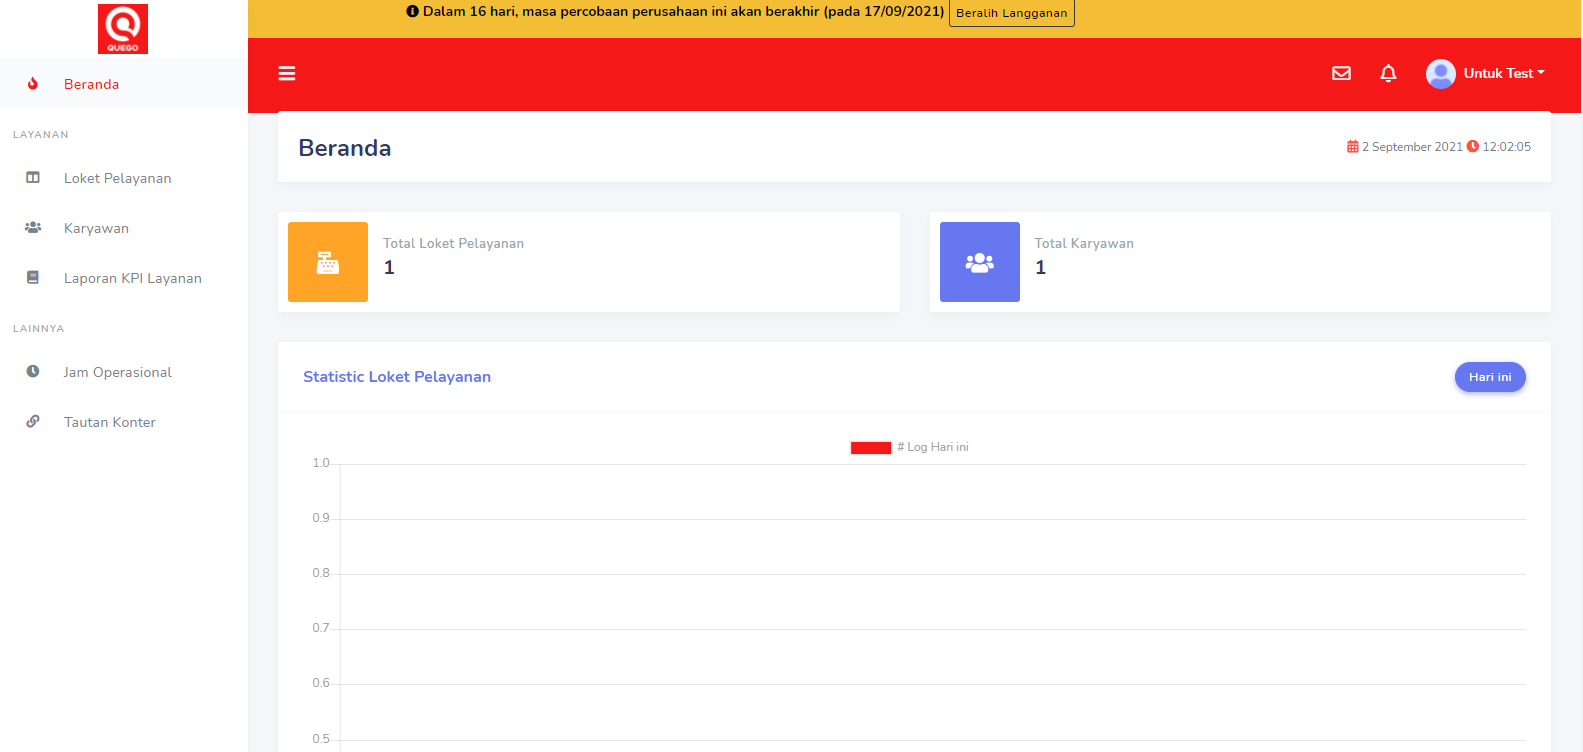 QUEGO
Dalam 16 hari, masa percobaan perusahaan ini akan berakhir (pada 17/09/2021) Beralih Langganan
Untuk Test
Beranda
LAYANAN
Loket Pelayanan
Karyawan
Laporan KPI Layanan
LAINNYA
Jam Operasional
Tautan Konter
Beranda
2 September 2021 12:02:05
Total Loket Pelayanan
1
Total Karyawan
1
Statistic Loket Pelayanan
Hari ini
# Log Hari ini
1.0
0.9
0.8
0.7
0.6
0.5